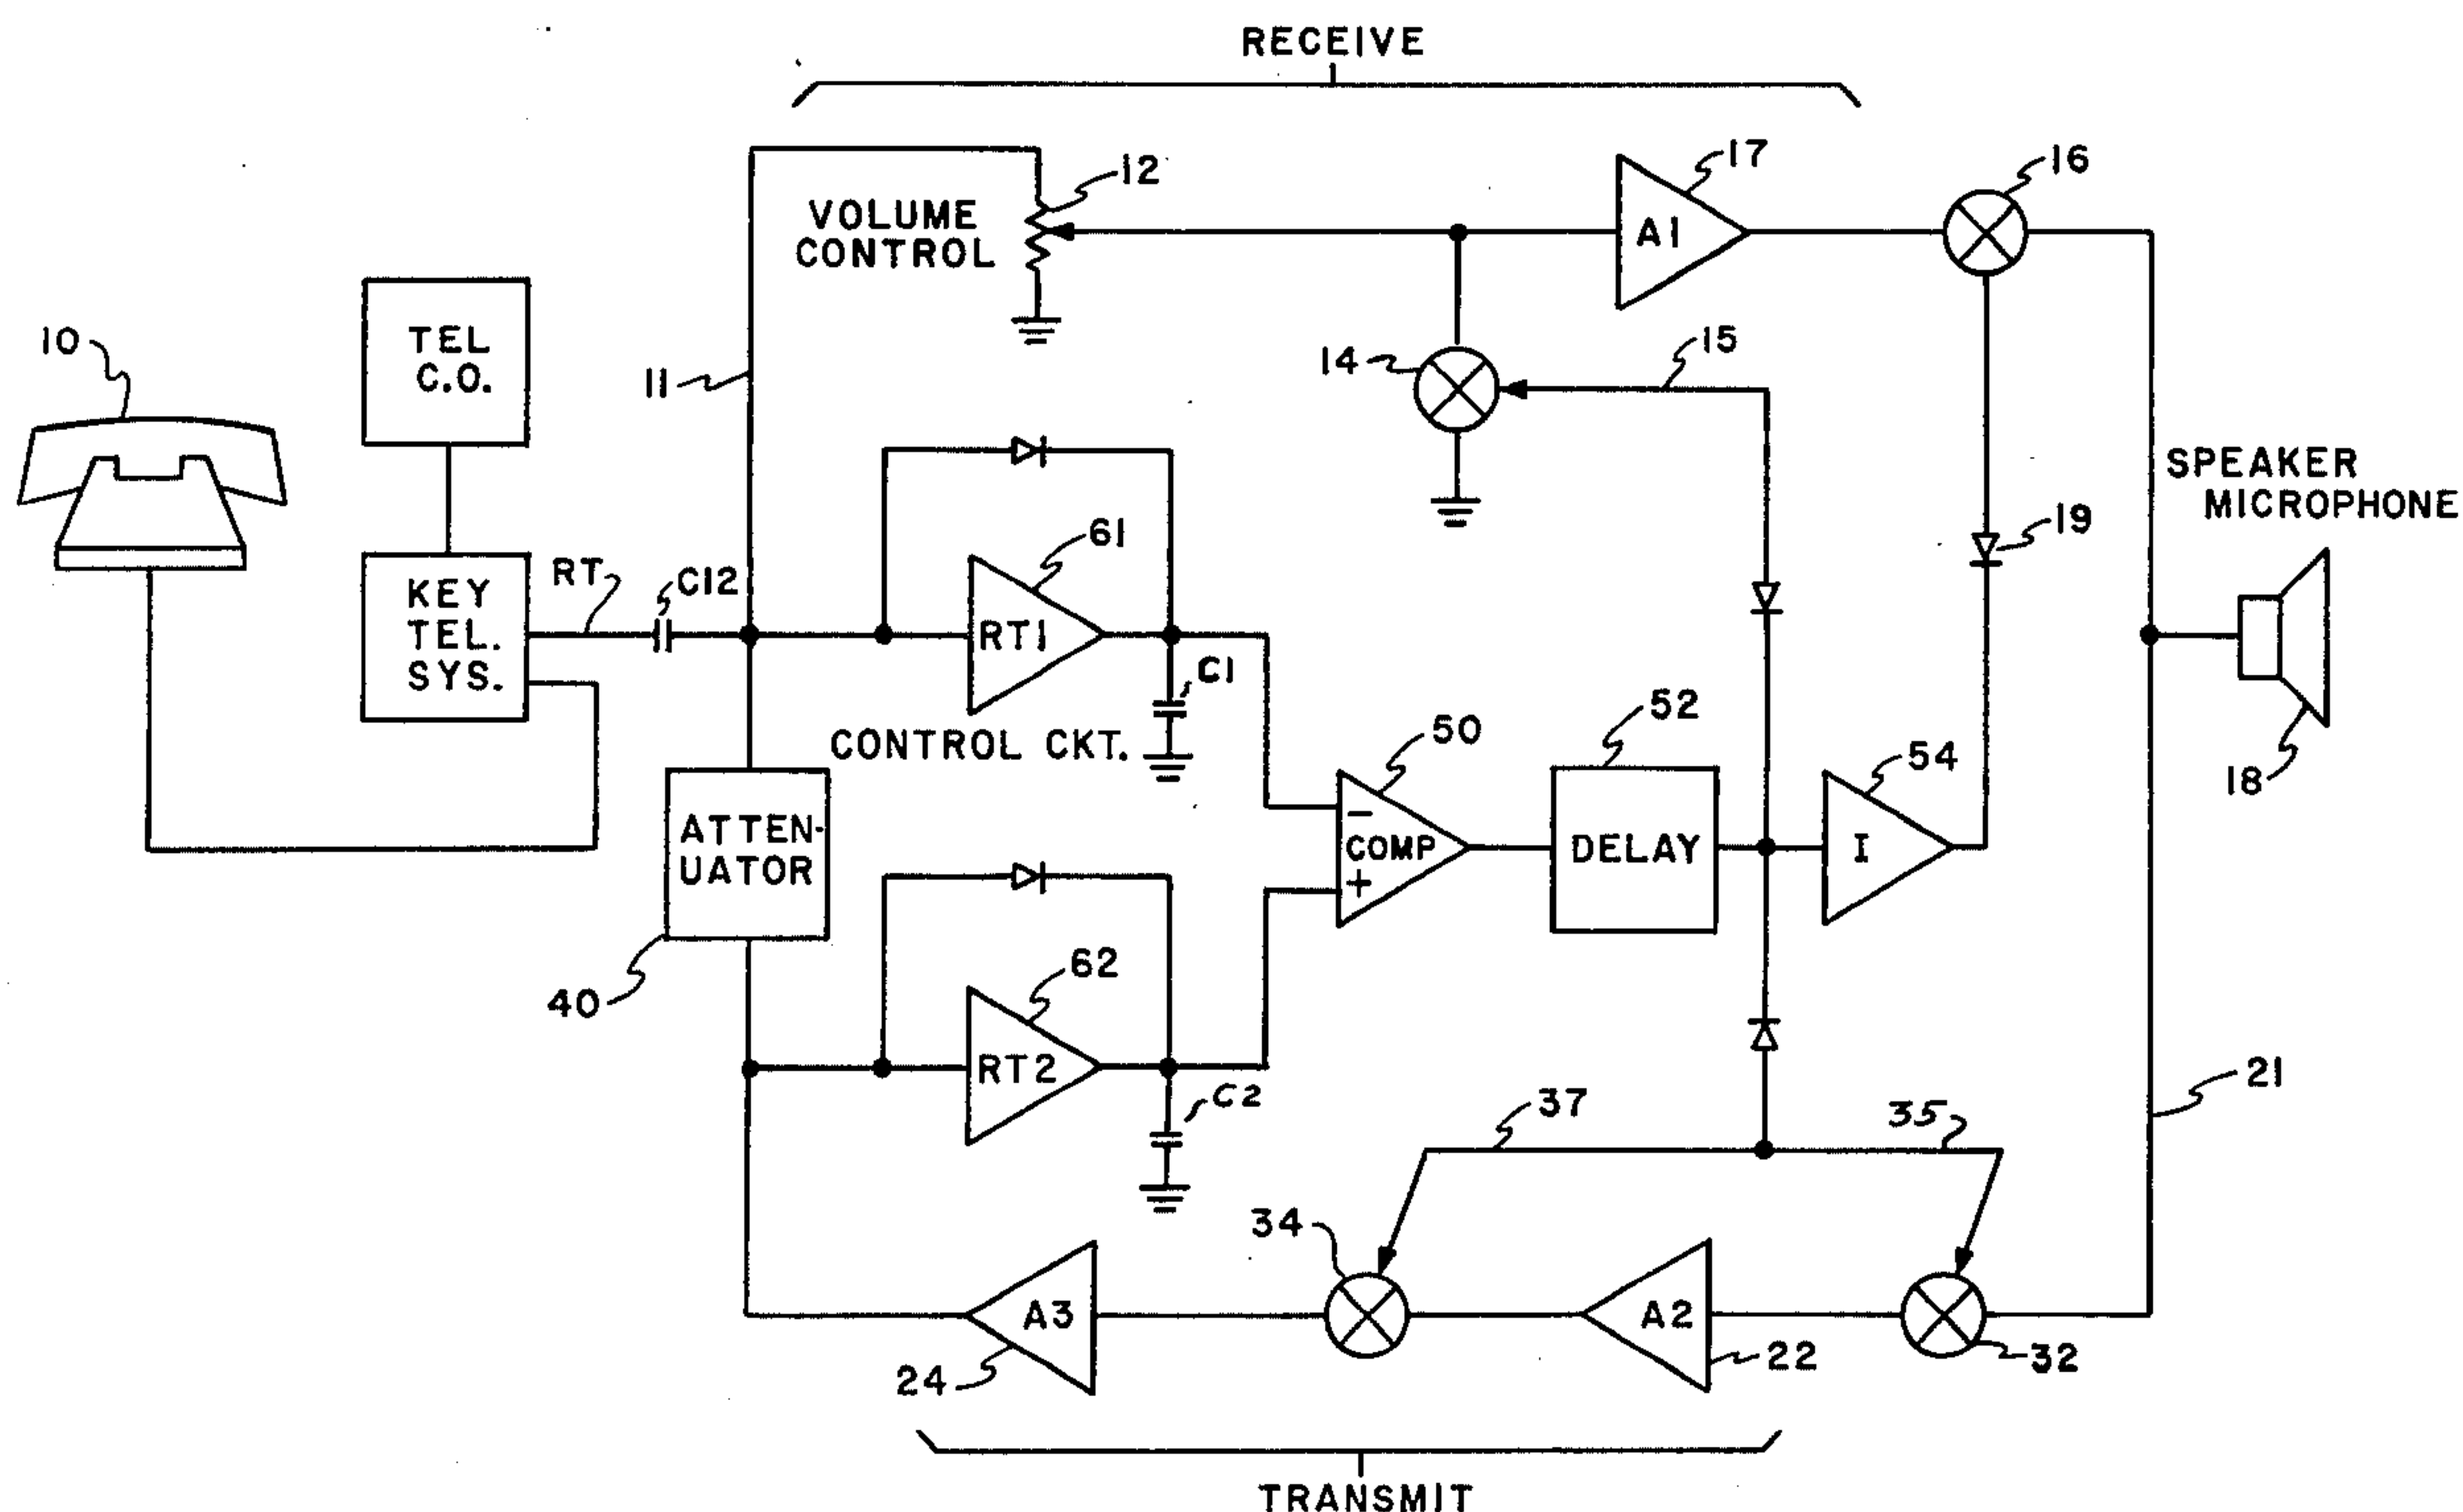 RECEIVE
17
16
12
VOLUME
CONTROL
A1
10
TEL
C.O.
11
14
15
SPEAKER
MICROPHONE
61
19
RT
C12
KEY
TEL.
SYS.
RT1
C1
CONTROL CKT.
50
52
54
18
ATTEN-
UATOR
-
COMP
+
DELAY
I
40
62
RT2
C2
37
35
21
34
A3
A2
24
22
32
TRANSMIT